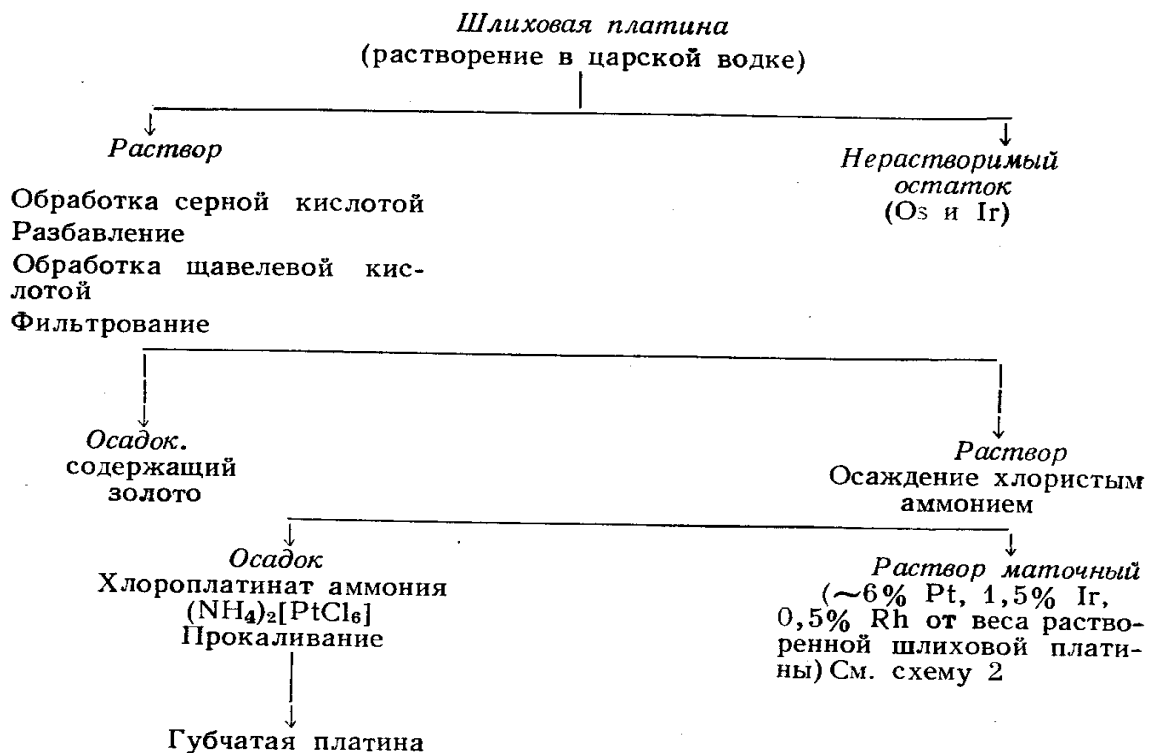 Шлиховая платина
(растворение в царской водке)
Раствор
Нерастворимый
остаток
(Os и Ir)
Обработка серной кислотой
Разбавление
Обработка щавелевой кис-
лотой
Фильтрование
Осадок.
содержащий
золото
Раствор
Осаждение хлористым
аммонием
Осадок
Хлороплатинат аммония
(NH₄)₂[PtCl₆]
Прокаливание
Раствор маточный
(~6% Pt, 1,5% Ir,
0,5% Rh от веса раство-
ренной шлиховой плати-
ны) См. схему 2
Губчатая платина